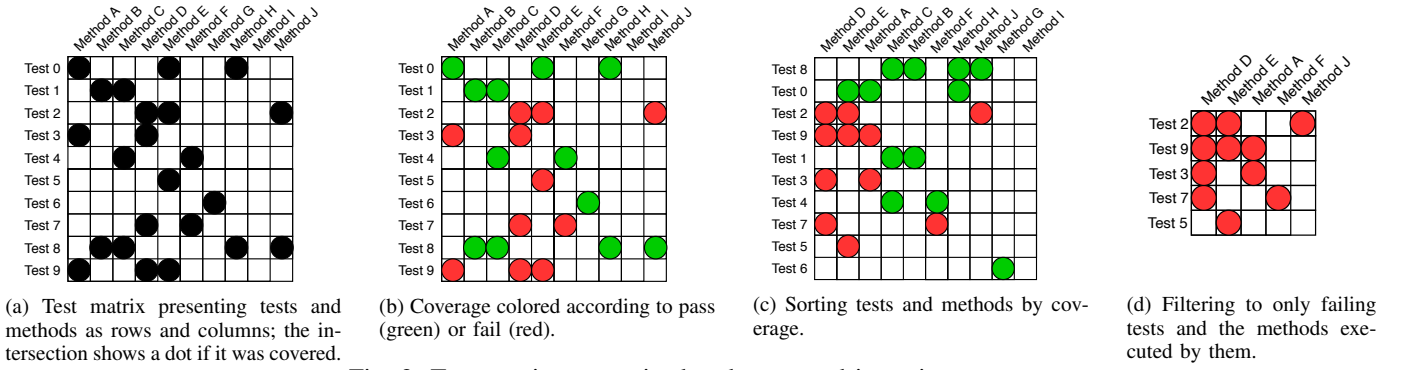 Method A
Method B
Method C
Method D
Method E
Method F
Method G
Method H
Method I
Method J
Test 0
Test 1
Test 2
Test 3
Test 4
Test 5
Test 6
Test 7
Test 8
Test 9
(a) Test matrix presenting tests and
methods as rows and columns; the in-
tersection shows a dot if it was covered.
Method A
Method B
Method C
Method D
Method E
Method F
Method G
Method H
Method I
Method J
Test 0
Test 1
Test 2
Test 3
Test 4
Test 5
Test 6
Test 7
Test 8
Test 9
(b) Coverage colored according to pass
(green) or fail (red).
Method D
Method E
Method A
Method C
Method B
Method F
Method H
Method J
Method G
Method I
Test 8
Test 0
Test 2
Test 9
Test 1
Test 3
Test 4
Test 7
Test 5
Test 6
(c) Sorting tests and methods by cov-
erage.
Method D
Method E
Method A
Method F
Method J
Test 2
Test 9
Test 3
Test 7
Test 5
(d) Filtering to only failing
tests and the methods exe-
cuted by them.